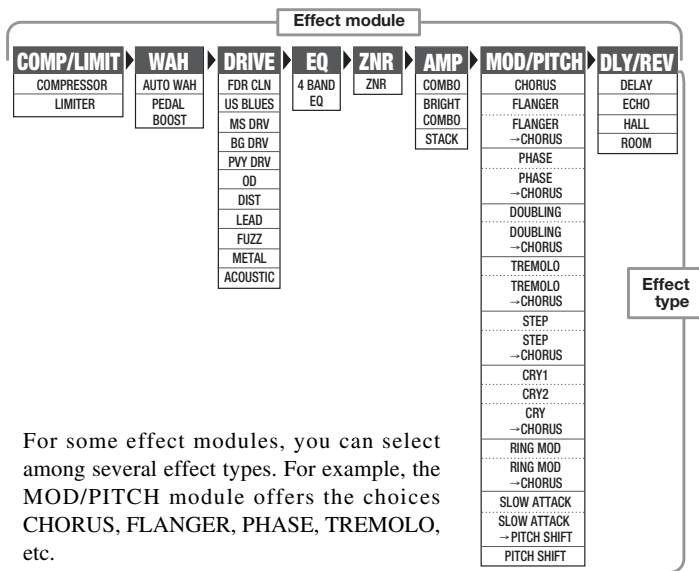 Effect module
COMP/LIMIT
COMPRESSOR
LIMITER
WAH
AUTO WAH
PEDAL
BOOST
DRIVE
FDR CLN
US BLUES
MS DRV
BG DRV
PVY DRV
OD
DIST
LEAD
FUZZ
METAL
ACOUSTIC
EQ
4 BAND
EQ
ZNR
ZNR
AMP
COMBO
BRIGHT
COMBO
STACK
MOD/PITCH
CHORUS
FLANGER
FLANGER
→CHORUS
PHASE
PHASE
→CHORUS
DOUBLING
DOUBLING
→CHORUS
TREMOLO
TREMOLO
→CHORUS
STEP
STEP
→CHORUS
CRY1
CRY2
CRY
→CHORUS
RING MOD
RING MOD
→CHORUS
SLOW ATTACK
SLOW ATTACK
→PITCH SHIFT
PITCH SHIFT
DLY/REV
DELAY
ECHO
HALL
ROOM
Effect
type
For some effect modules, you can select
among several effect types. For example, the
MOD/PITCH module offers the choices
CHORUS, FLANGER, PHASE, TREMOLO,
etc.